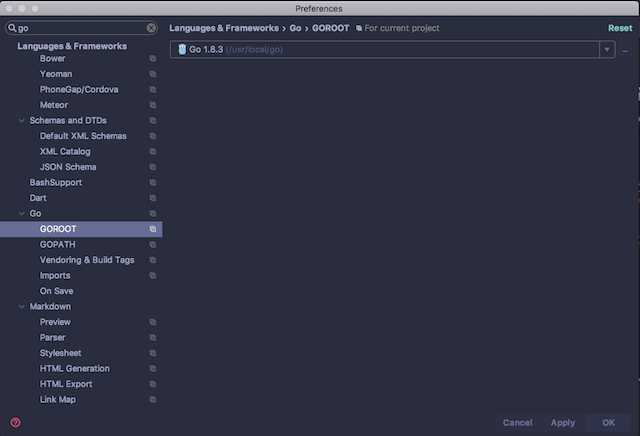 Preferences
go
Languages & Frameworks › Go › GOROOT For current project Reset
Go 1.8.3 (/usr/local/go) ...
Languages & Frameworks
Bower
Yeoman
PhoneGap/Cordova
Meteor
Schemas and DTDs
Default XML Schemas
XML Catalog
JSON Schema
BashSupport
Dart
Go
GOROOT
GOPATH
Vendoring & Build Tags
Imports
On Save
Markdown
Preview
Parser
Stylesheet
HTML Generation
HTML Export
Link Map
? Cancel Apply OK